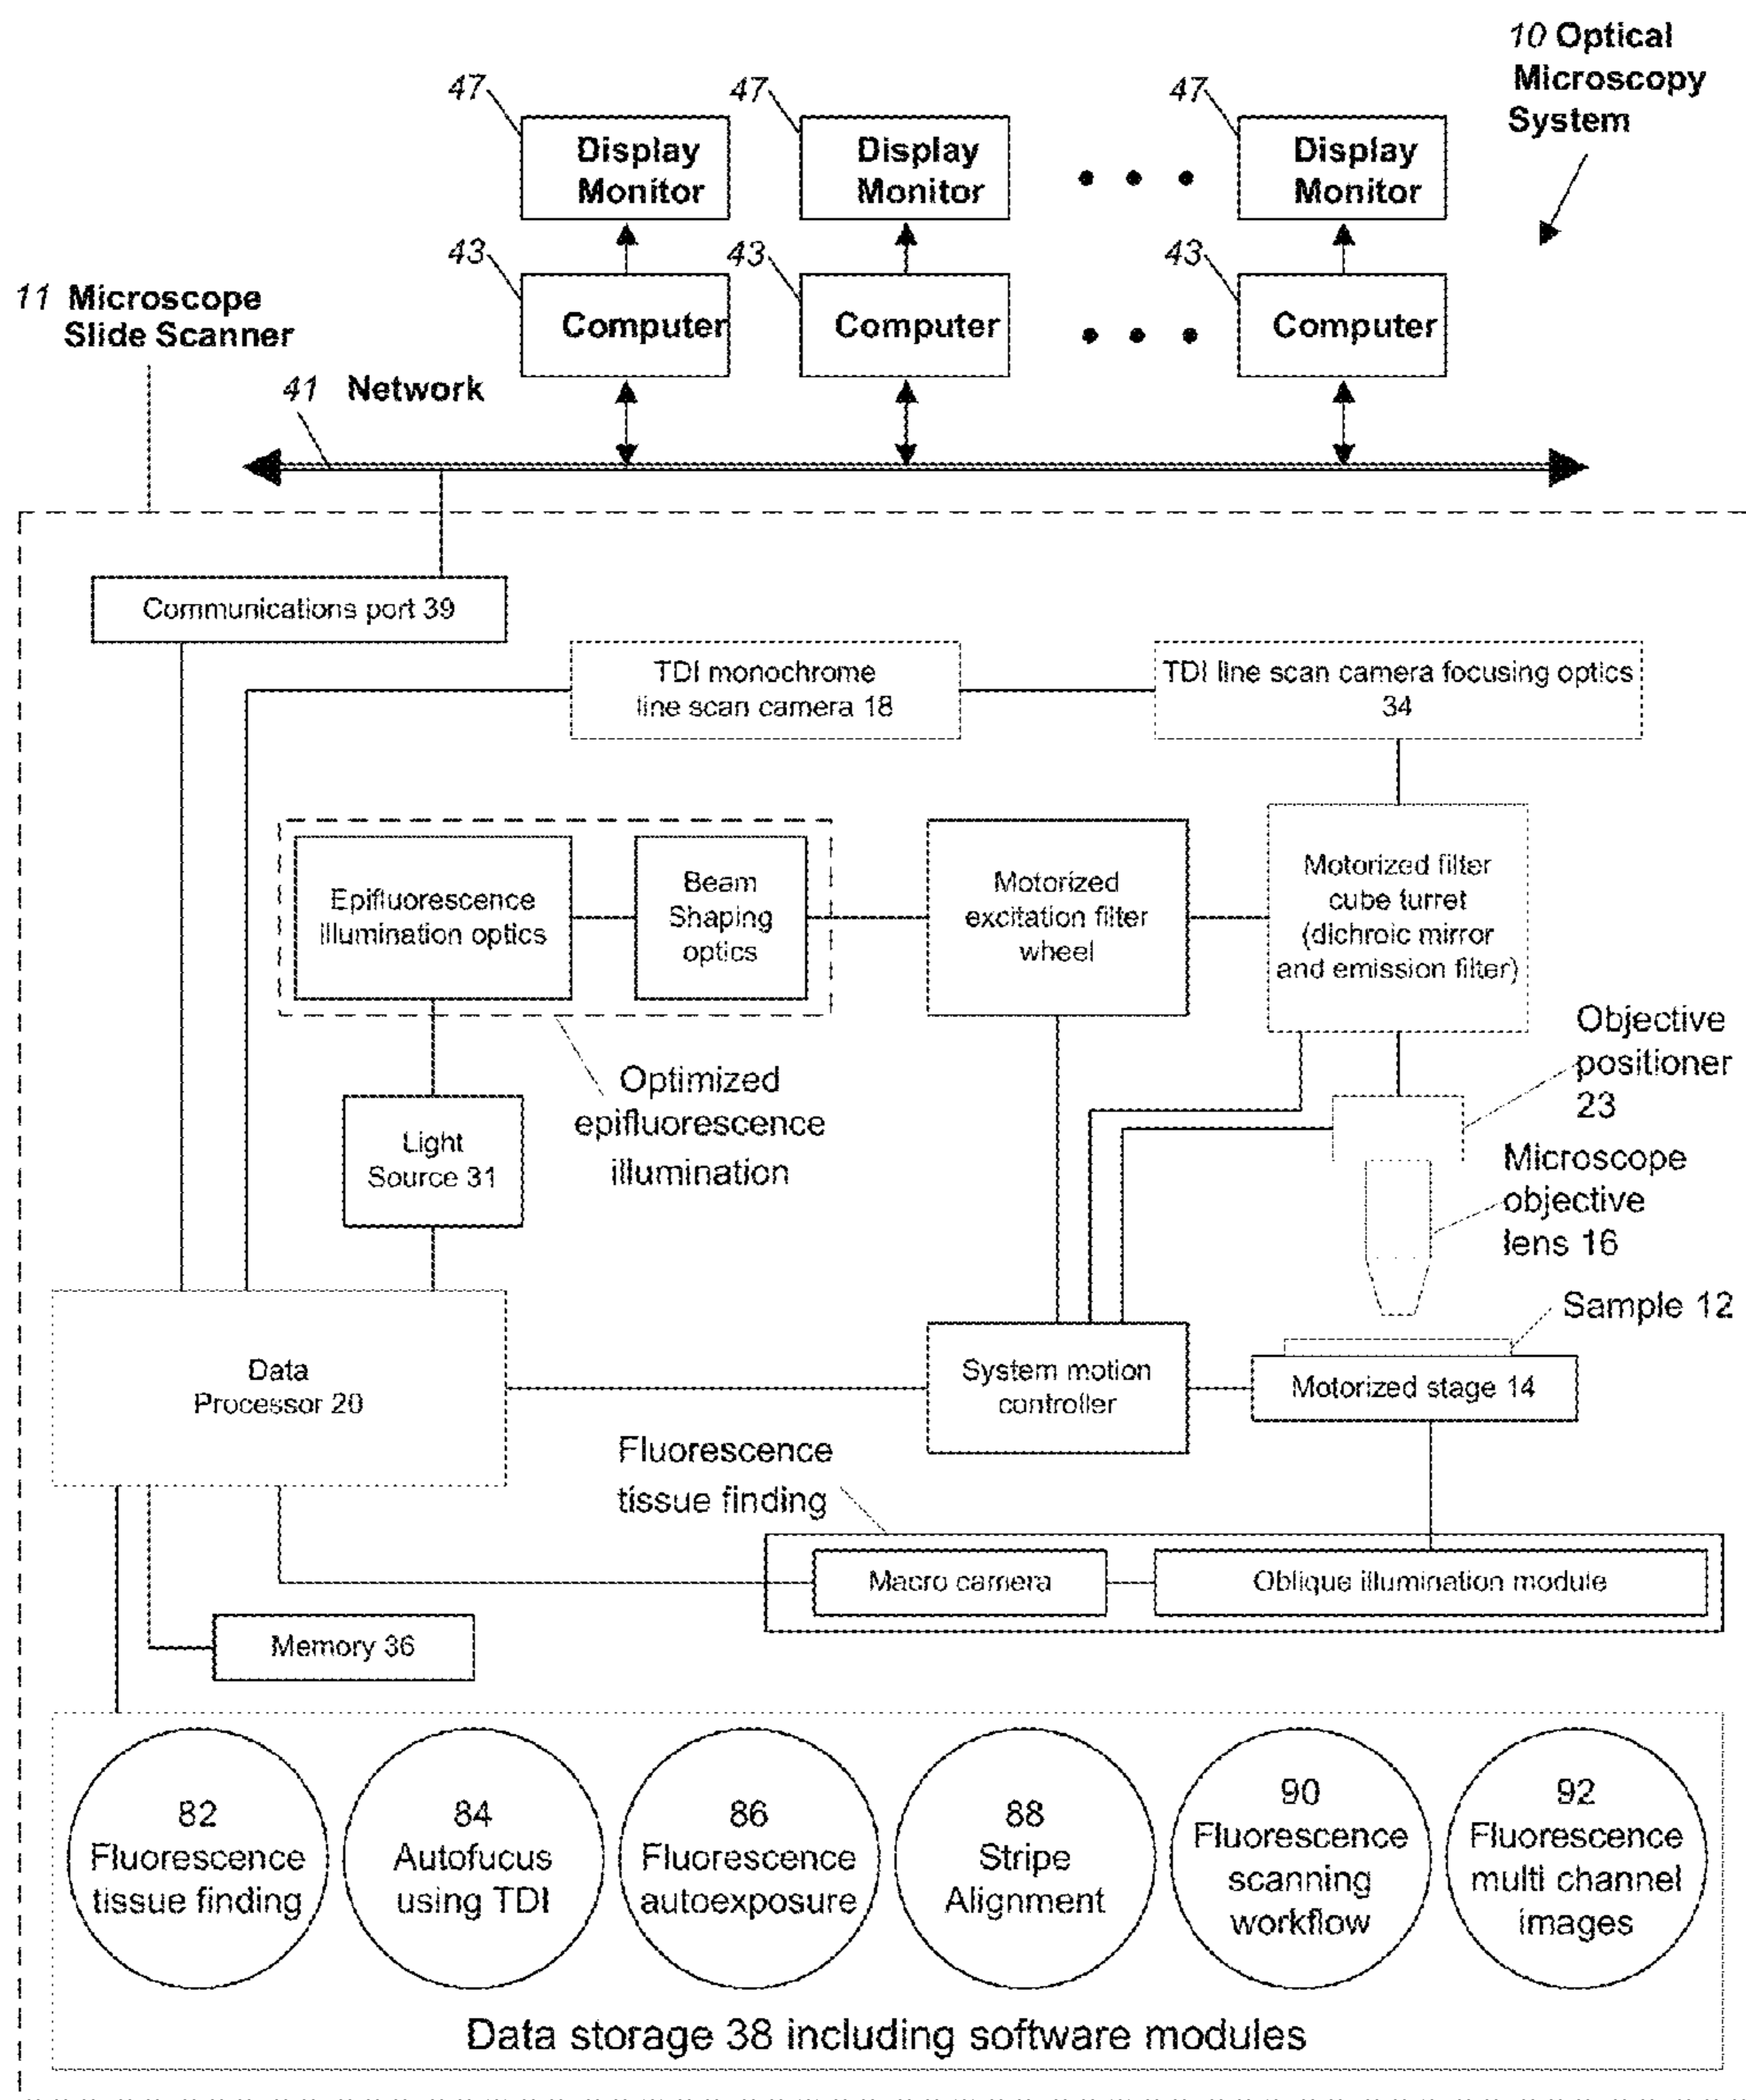 10 Optical
Microscopy
System
47
47
47
Display
Monitor
Display
Monitor
Display
Monitor
43
43
43
Computer
Computer
Computer
11 Microscope
Slide Scanner
41 Network
Communications port 39
TDI monochrome
line scan camera 18
TDI line scan camera focusing optics
34
Epifluorescence
illumination optics
Beam
Shaping
optics
Motorized
excitation filter
wheel
Motorized filter
cube turret
(dichroic mirror
and emission filter)
Optimized
epifluorescence
illumination
Objective
positioner
23
Light
Source 31
Microscope
objective
lens 16
Sample 12
Data
Processor 20
System motion
controller
Motorized stage 14
Fluorescence
tissue finding
Macro camera
Oblique illumination module
Memory 36
82
Fluorescence
tissue finding
84
Autofucus
using TDI
86
Fluorescence
autoexposure
88
Stripe
Alignment
90
Fluorescence
scanning
workflow
92
Fluorescence
multi channel
images
Data storage 38 including software modules